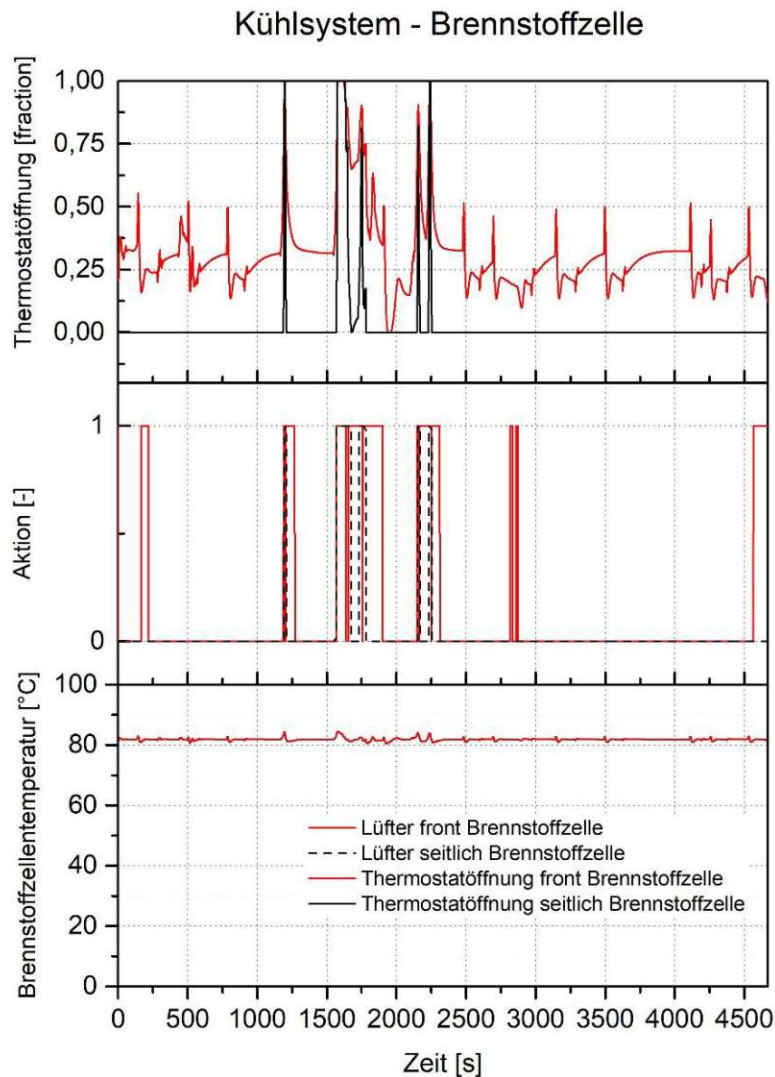 Kühlsystem - Brennstoffzelle
Thermostatöffnung [fraction]
1,00
0,75
0,50
0,25
0,00
Aktion [-]
1
0
Brennstoffzellentemperatur [°C]
100
80
60
40
20
0
Lüfter front Brennstoffzelle
Lüfter seitlich Brennstoffzelle
Thermostatöffnung front Brennstoffzelle
Thermostatöffnung seitlich Brennstoffzelle
0 500 1000 1500 2000 2500 3000 3500 4000 4500
Zeit [s]